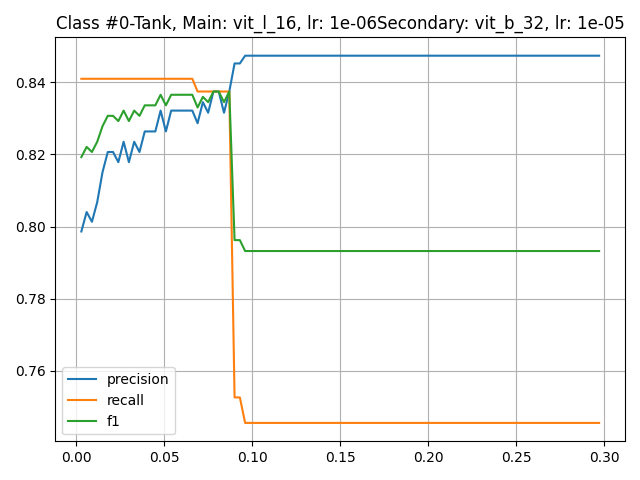 Class #0-Tank, Main: vit_l_16, lr: 1e-06Secondary: vit_b_32, lr: 1e-05
0.84
0.82
0.80
0.78
0.76
precision
recall
f1
0.00 0.05 0.10 0.15 0.20 0.25 0.30